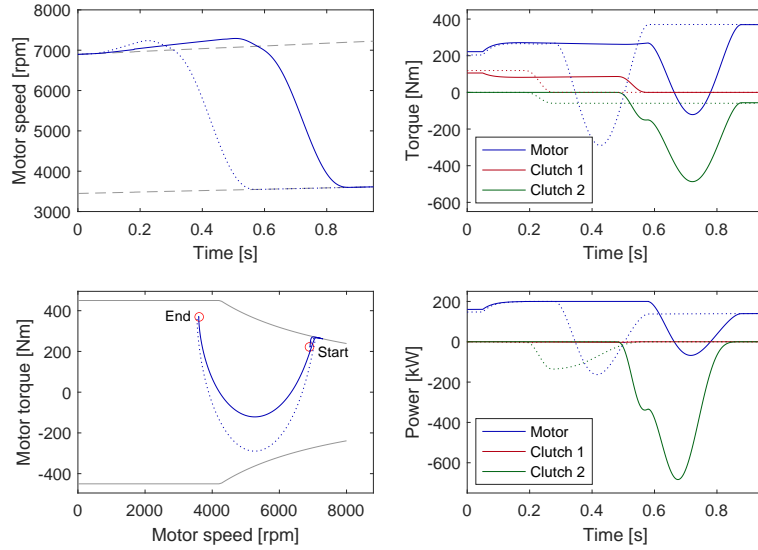 8000
7000
6000
5000
4000
3000
0 0.2 0.4 0.6 0.8
Motor speed [rpm]
Time [s]
400
200
0
-200
-400
-600
0 0.2 0.4 0.6 0.8
Torque [Nm]
Time [s]
Motor
Clutch 1
Clutch 2
400
200
0
-200
-400
0 2000 4000 6000 8000
Motor torque [Nm]
Motor speed [rpm]
End
Start
200
0
-200
-400
-600
0 0.2 0.4 0.6 0.8
Power [kW]
Time [s]
Motor
Clutch 1
Clutch 2